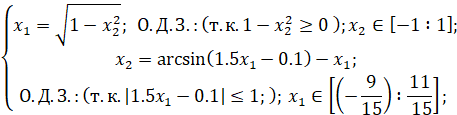 x₁ = √(1 − x₂²); О. Д. З. : (т. к. 1 − x₂² ≥ 0 ); x₂ ∈ [−1 ∶ 1];
x₂ = arcsin(1.5x₁ − 0.1) − x₁;
О. Д. З. : (т. к. |1.5x₁ − 0.1| ≤ 1; ); x₁ ∈ [(−9/15) ∶ 11/15];